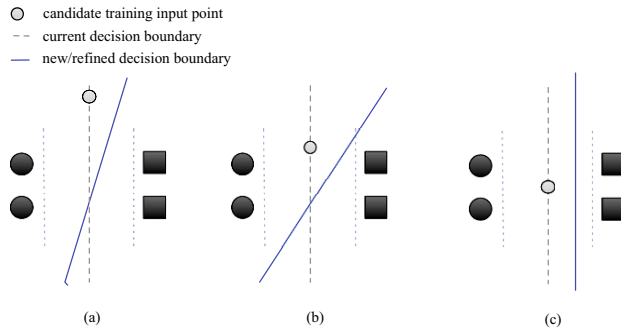 candidate training input point
current decision boundary
new/refined decision boundary
(a)
(b)
(c)